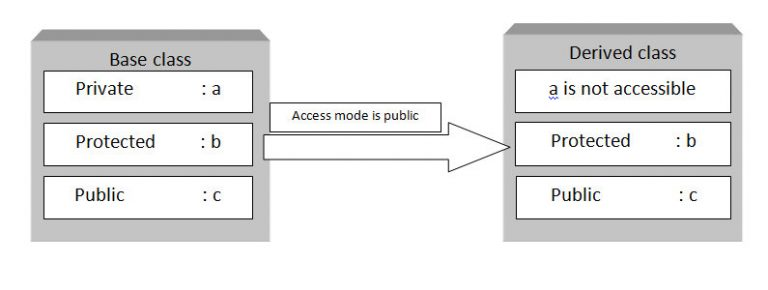 Base class
Private : a
Protected : b
Public : c
Access mode is public
Derived class
a is not accessible
Protected : b
Public : c